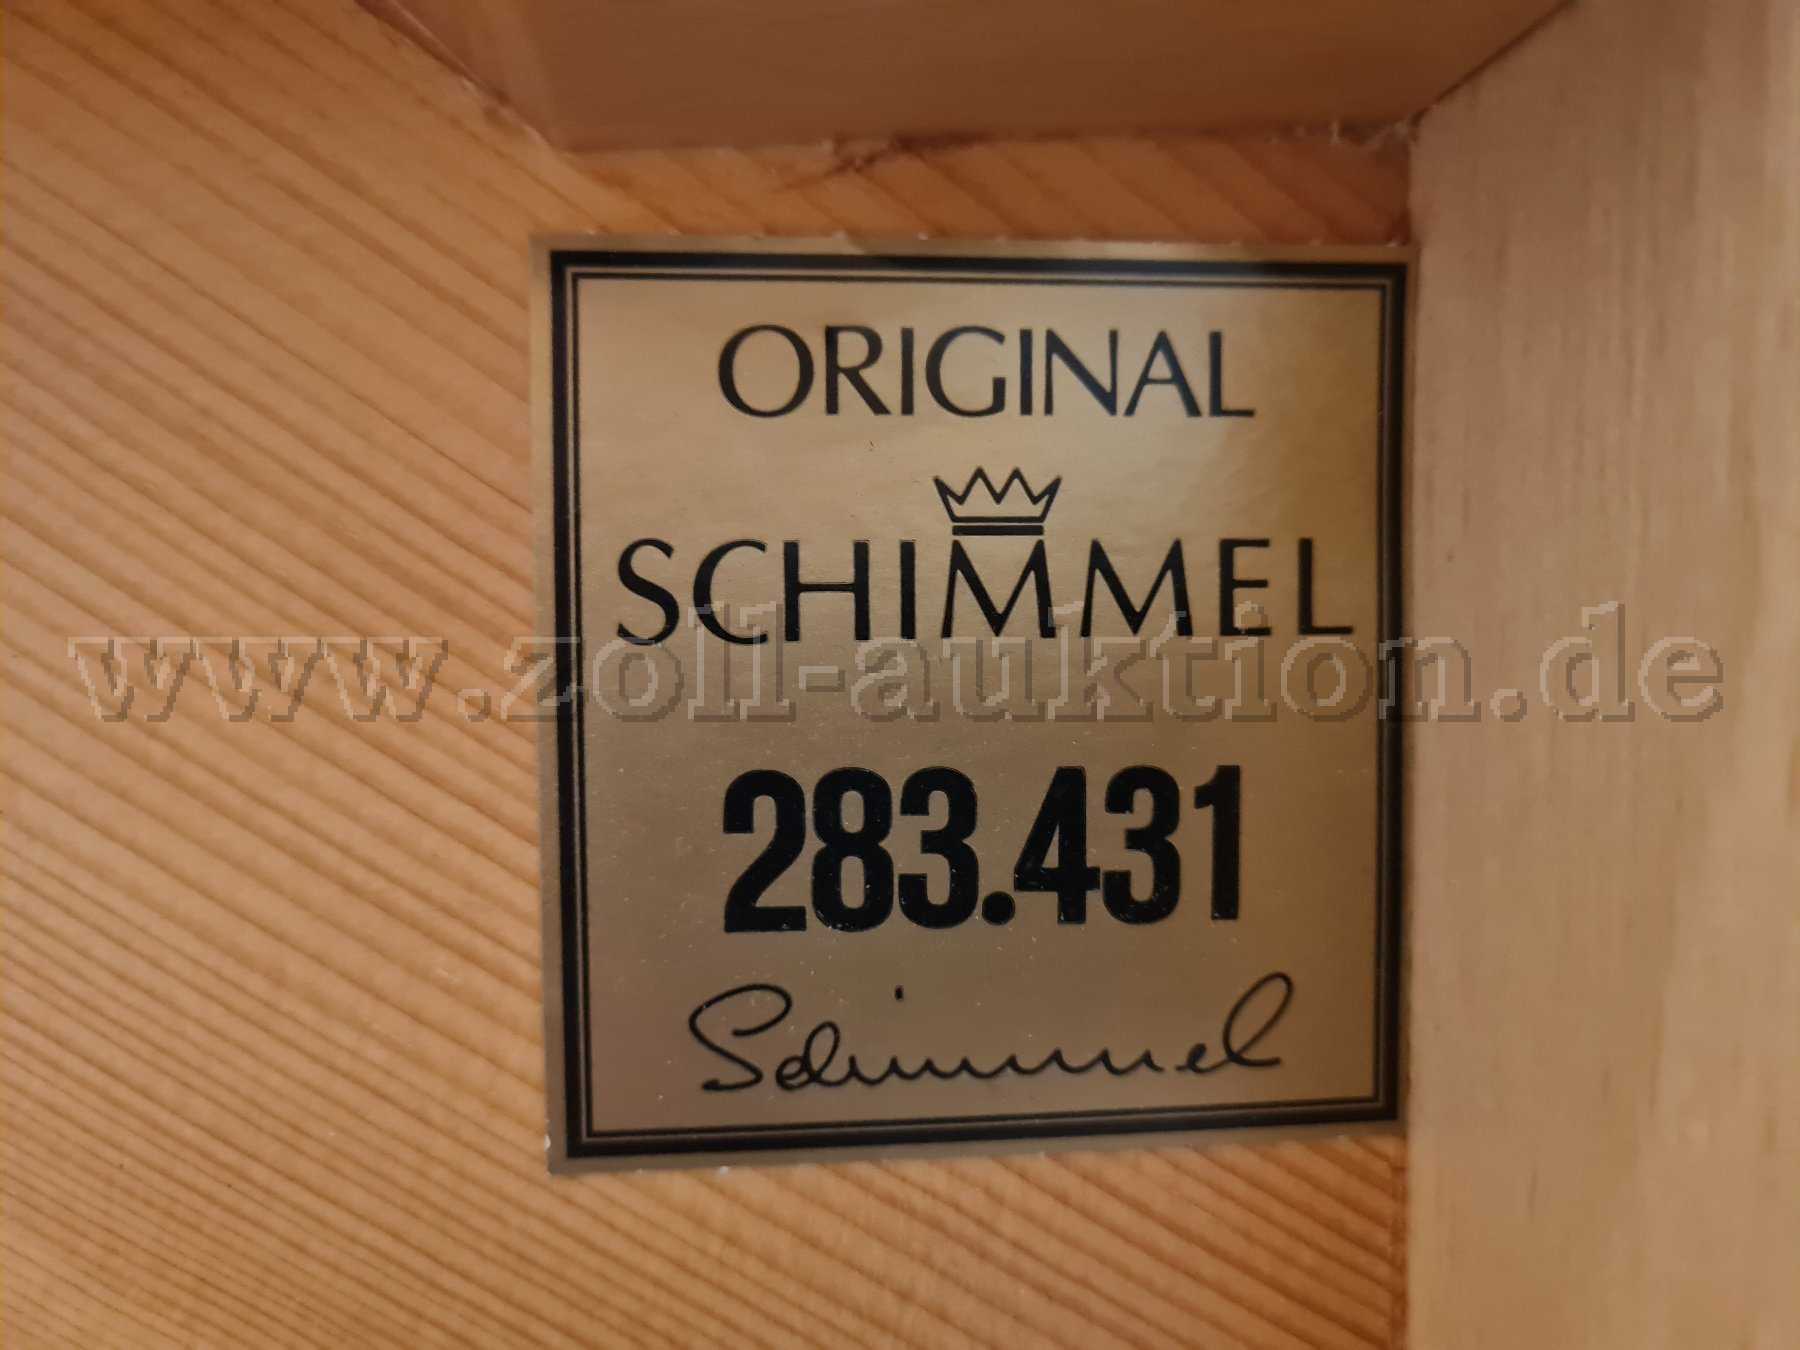 ORIGINAL
SCHIMMEL
www.zoll-auktion.de
283.431
Schimmel